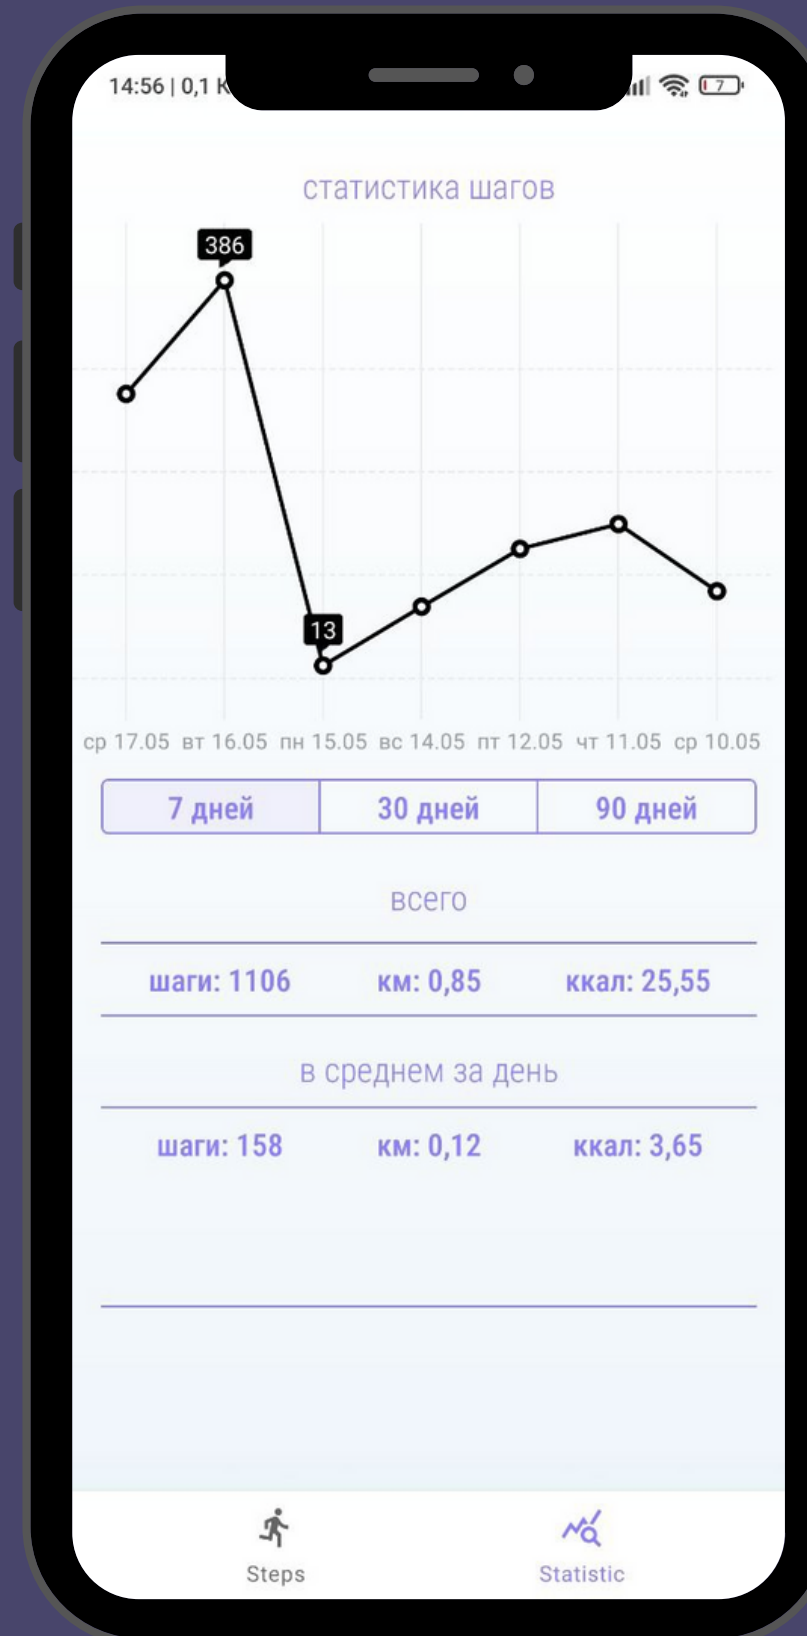 14:56 | 0,1 К
7
статистика шагов
386
13
ср 17.05 вт 16.05 пн 15.05 вс 14.05 пт 12.05 чт 11.05 ср 10.05
7 дней 30 дней 90 дней
всего
шаги: 1106 км: 0,85 ккал: 25,55
в среднем за день
шаги: 158 км: 0,12 ккал: 3,65
Steps Statistic